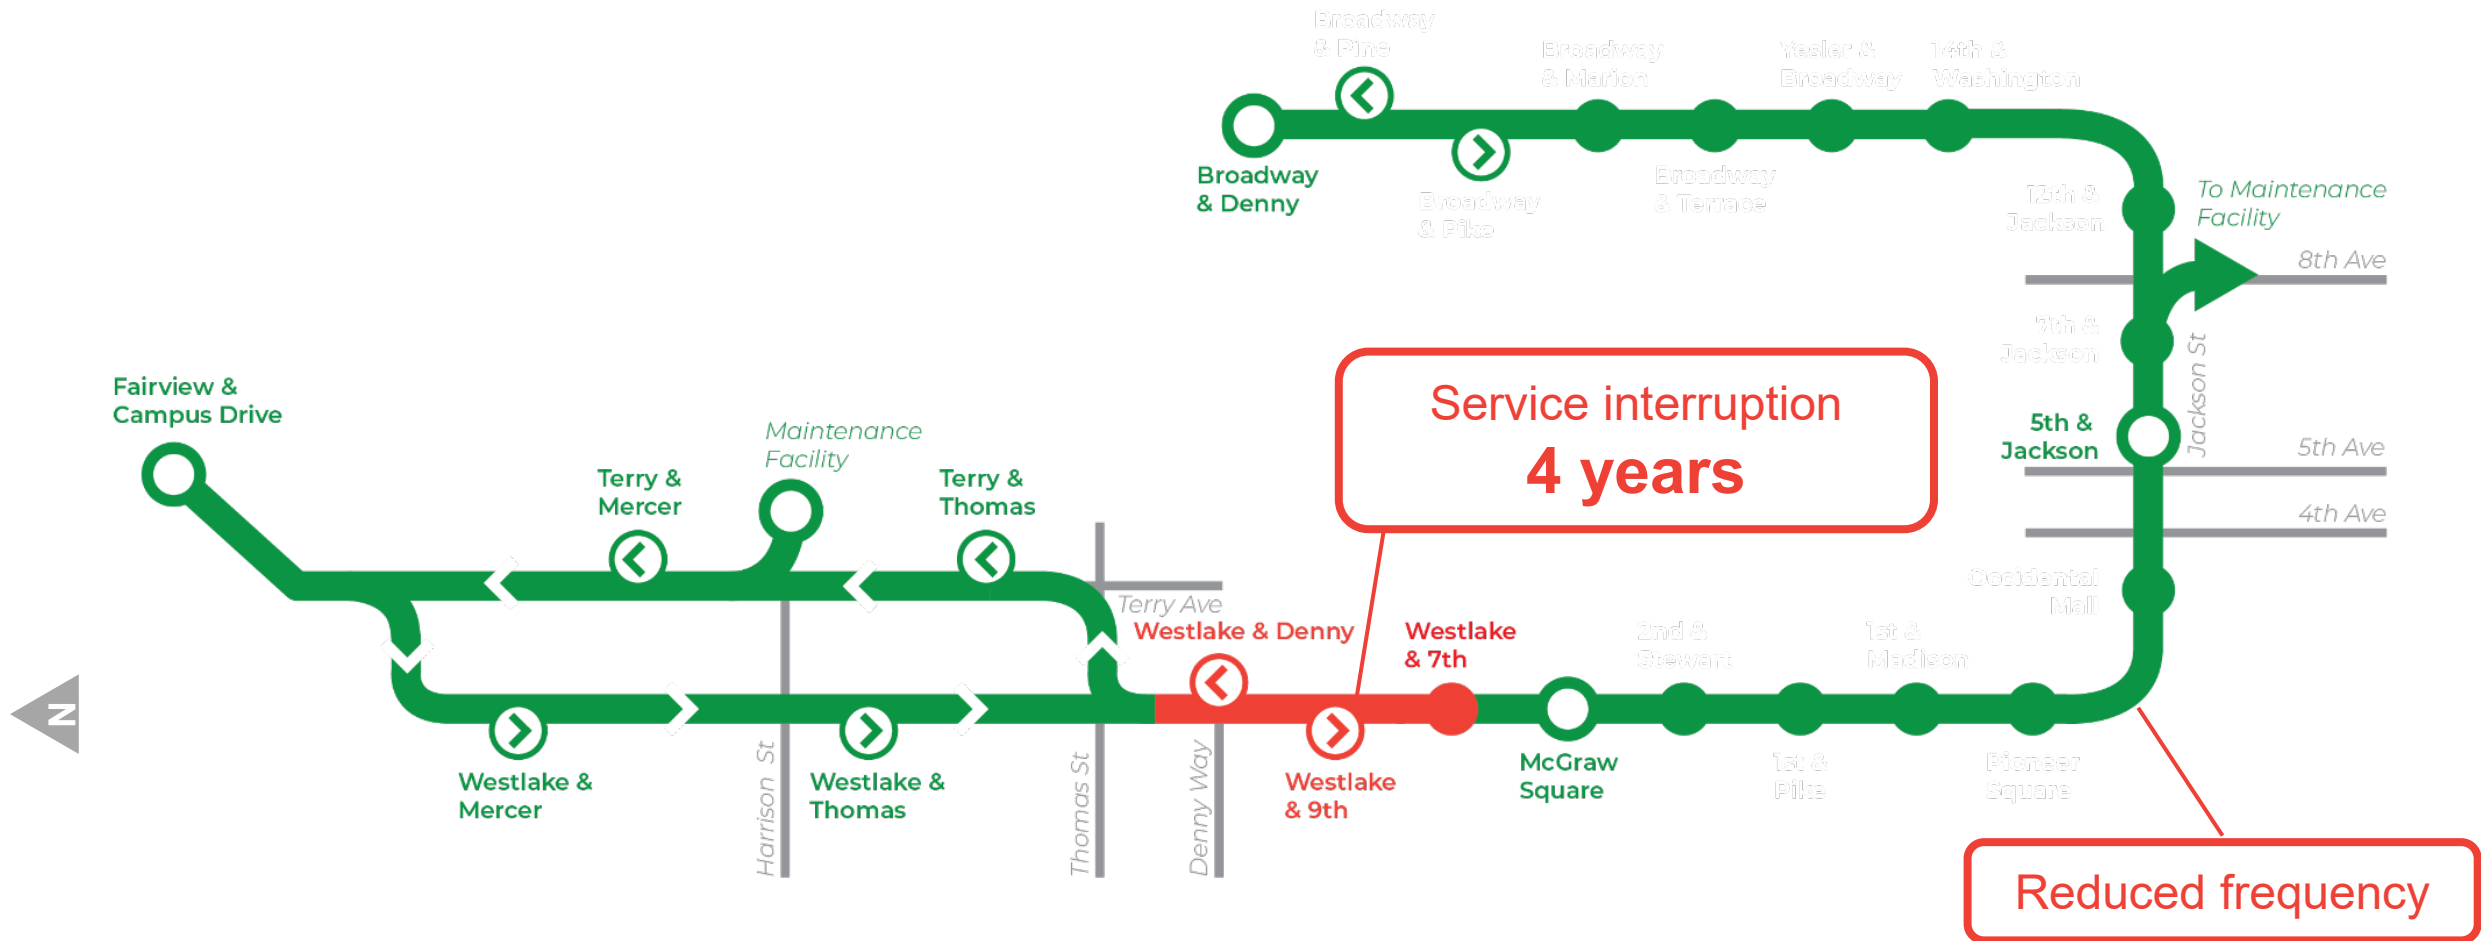 Broadway
& Pine
Broadway
& Marion
Yesler &
Broadway
14th &
Washington
Broadway
& Denny
Broadway
& Pike
Broadway
& Terrace
12th &
Jackson
To Maintenance
Facility
8th Ave
7th &
Jackson
Jackson St
5th &
Jackson
5th Ave
4th Ave
Service interruption
4 years
Fairview &
Campus Drive
Maintenance
Facility
Terry &
Mercer
Terry &
Thomas
Terry Ave
Westlake & Denny
Westlake
& 7th
2nd &
Stewart
1st &
Madison
Occidental
Mall
N
Westlake &
Mercer
Westlake &
Thomas
Harrison St
Thomas St
Denny Way
Westlake
& 9th
McGraw
Square
1st &
Pike
Pioneer
Square
Reduced frequency